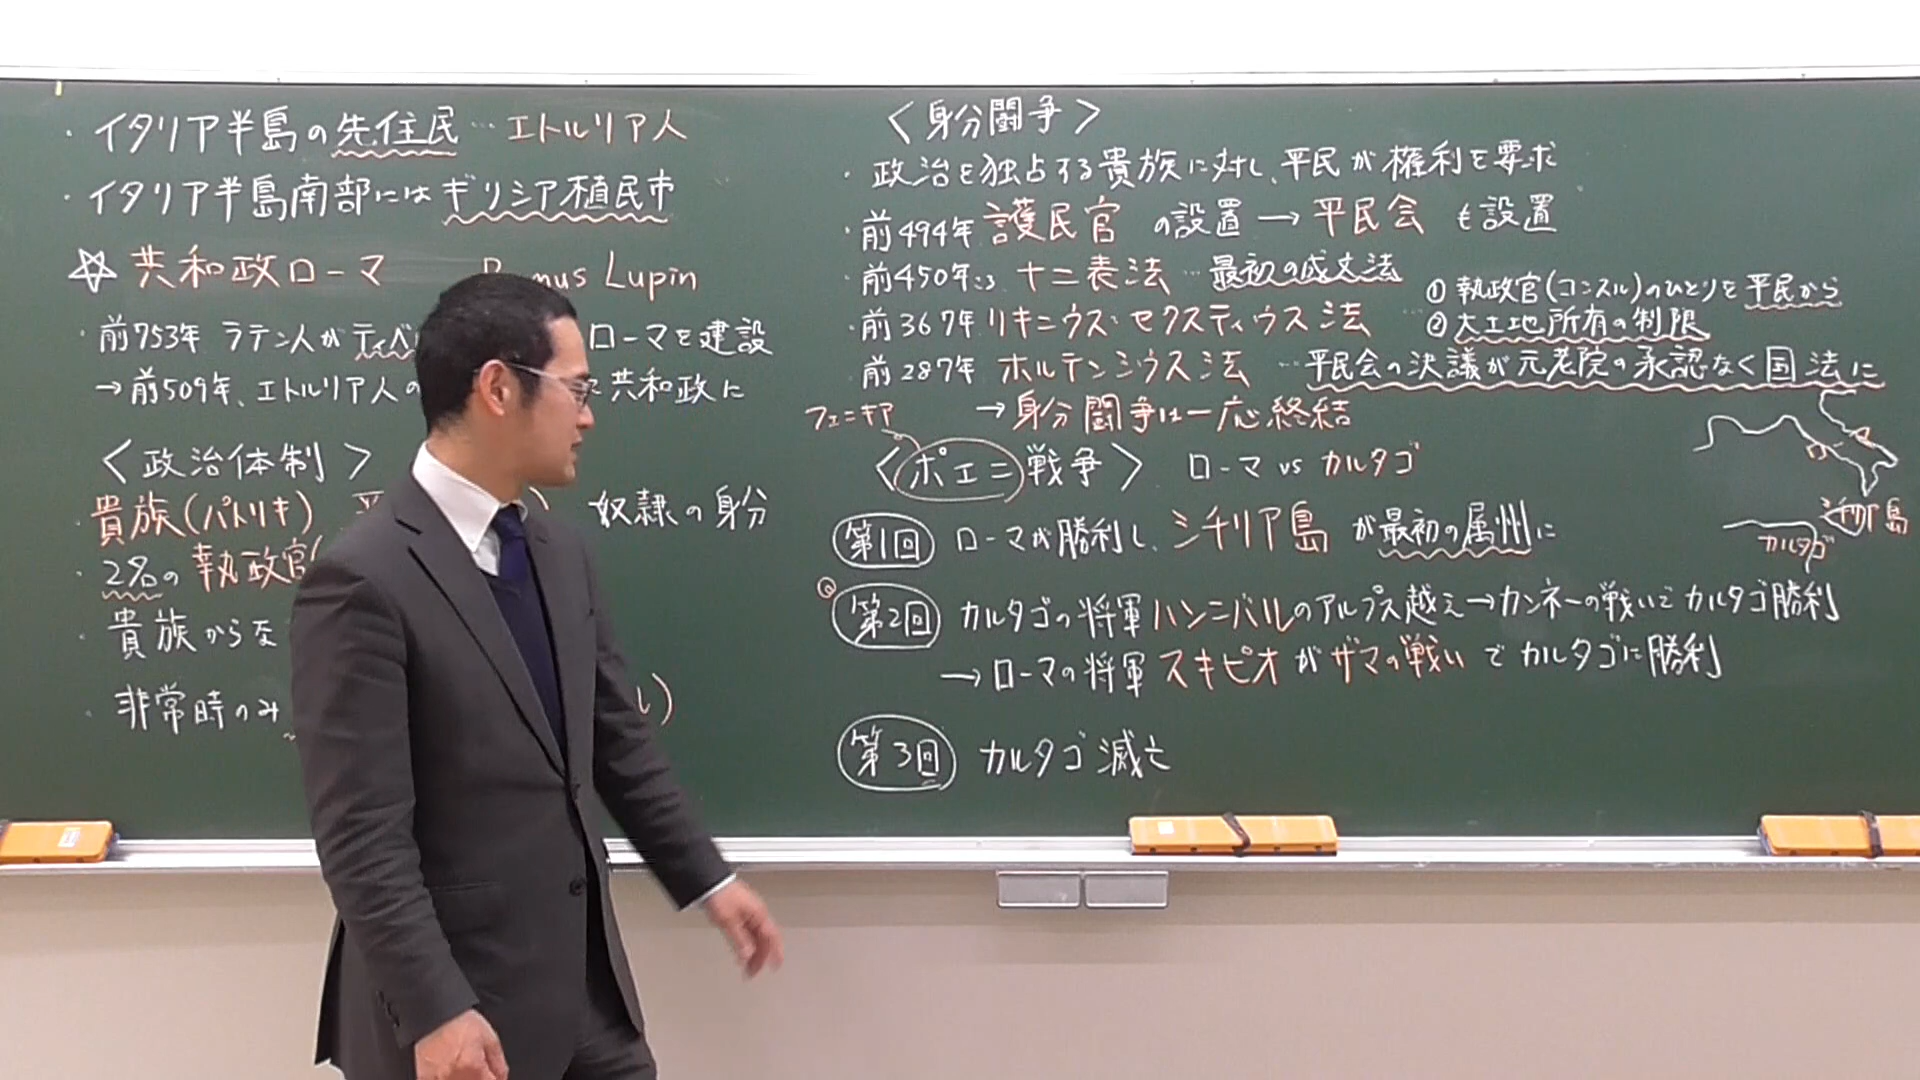 ・イタリア半島の先住民…エトルリア人
・イタリア半島南部にはギリシア植民市
☆共和政ローマ mus Lupin
・前753年 ラテン人がティベ ローマを建設
→前509年、エトルリア人の 共和政に
〈政治体制〉
・貴族(パトリキ) ) 奴隷の身分
・2名の執政官(
・貴族からな
・非常時のみ し)
〈身分闘争〉
・政治を独占する貴族に対し、平民が権利を要求
・前494年 護民官 の設置→平民会 も設置
・前450年ころ 十二表法…最初の成文法
・前367年 リキニウス・セクスティウス法 …①執政官(コンスル)のひとりを平民から
②大土地所有の制限
・前287年 ホルテンシウス法 …平民会の決議が元老院の承認なく国法に
→身分闘争は一応終結
フェニキア
〈ポエニ戦争〉 ローマ vs カルタゴ
第1回 ローマが勝利し、シチリア島 が最初の属州に
第2回 カルタゴの将軍ハンニバルのアルプス越え→カンネーの戦いでカルタゴ勝利
→ローマの将軍スキピオがザマの戦いでカルタゴに勝利
第3回 カルタゴ滅亡
シチリア島
カルタゴ